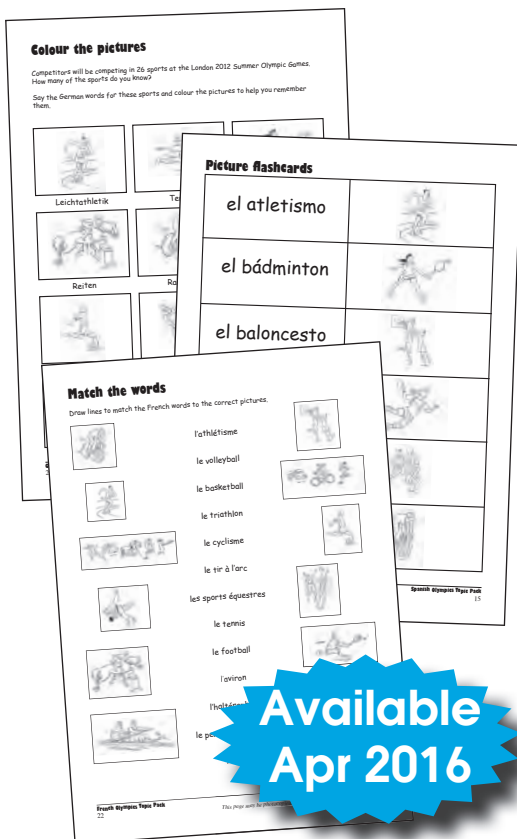 Colour the pictures
Competitors will be competing in 26 sports at the London 2012 Summer Olympic Games.
How many of the sports do you know?
Say the German words for these sports and colour the pictures to help you remember
them.
Leichtathletik
Reiten
Picture flashcards
el atletismo
el bádminton
el baloncesto
Spanish Olympics Topic Pack
15
Match the words
Draw lines to match the French words to the correct pictures.
l'athlétisme
le volleyball
le basketball
le triathlon
le cyclisme
le tir à l'arc
les sports équestres
le tennis
le football
l'aviron
French Olympics Topic Pack
22
This page may be
Available
Apr 2016